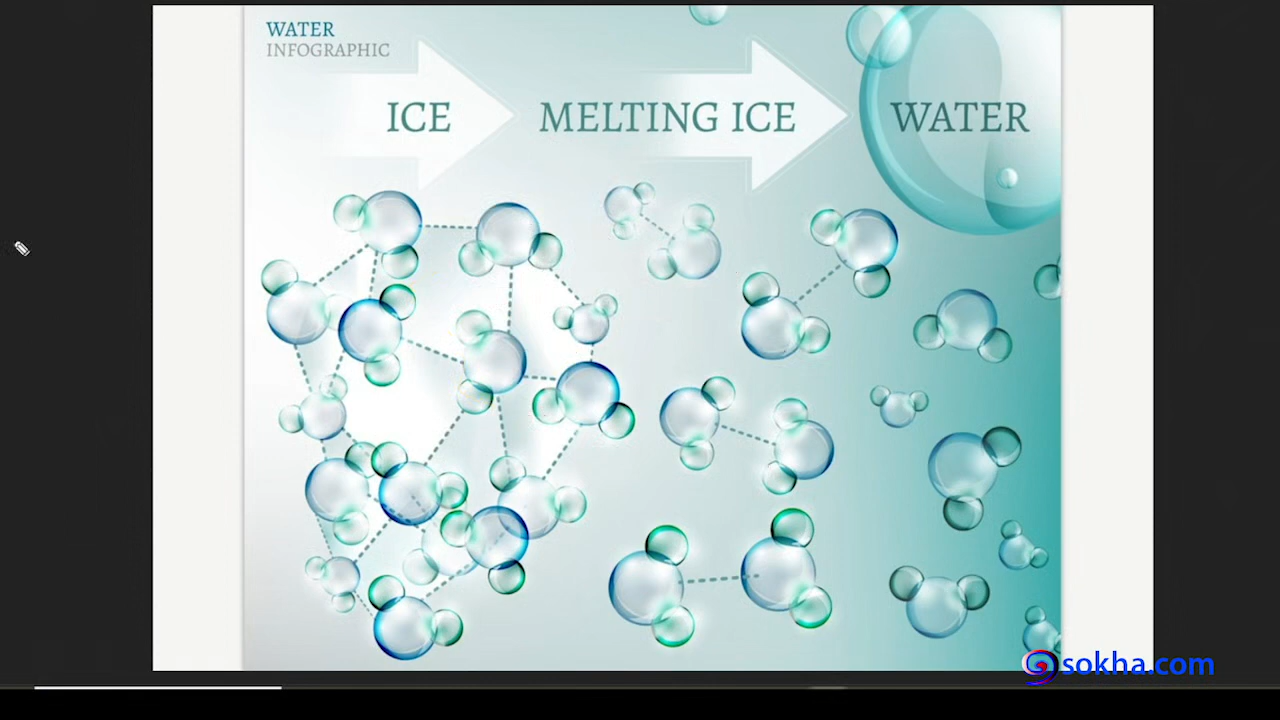 WATER
INFOGRAPHIC
ICE
MELTING ICE
WATER
sokha.com